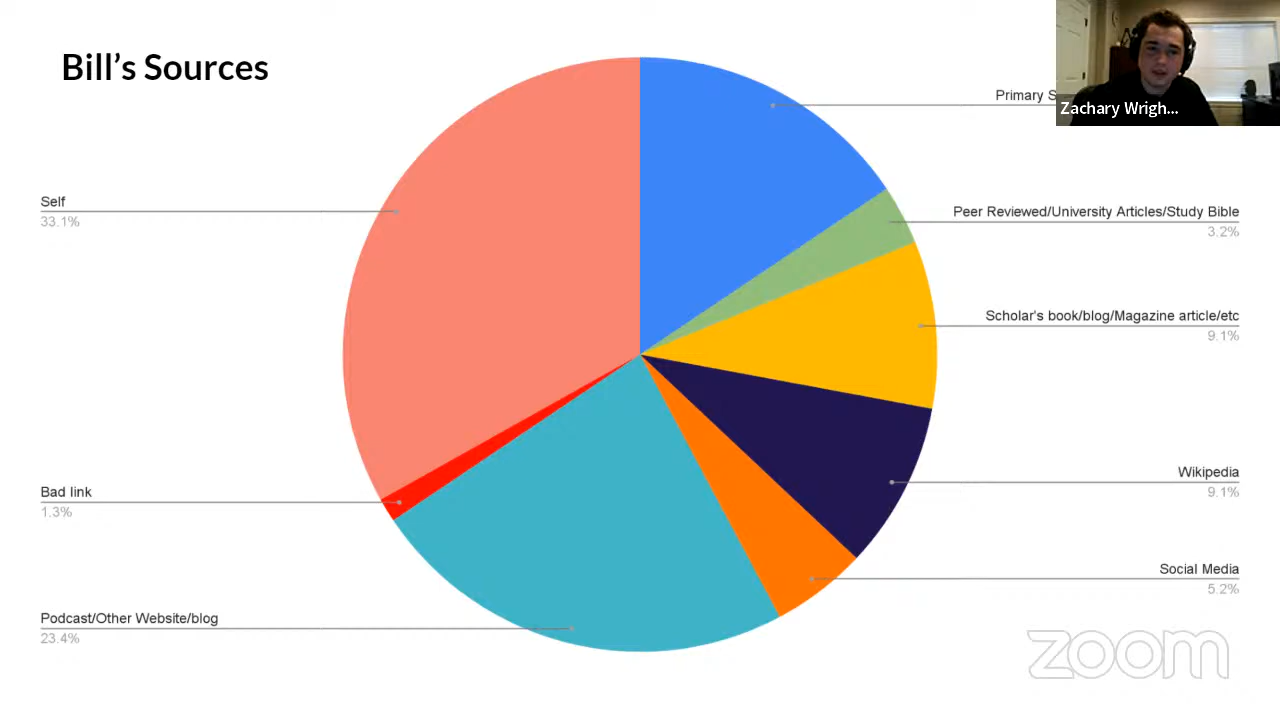 Bill's Sources
Primary S
Zachary Wrigh...
Self
33.1%
Peer Reviewed/University Articles/Study Bible
3.2%
Scholar's book/blog/Magazine article/etc
9.1%
Wikipedia
9.1%
Bad link
1.3%
Social Media
5.2%
Podcast/Other Website/blog
23.4%
zoom